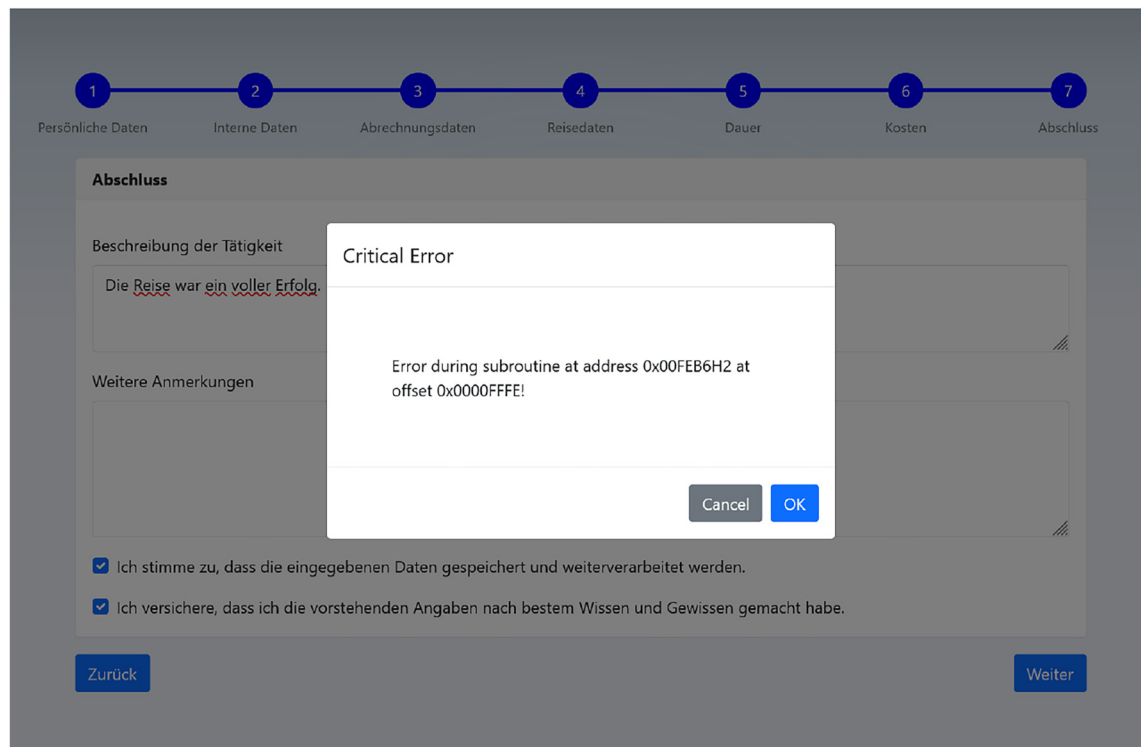 1 2 3 4 5 6 7
Persönliche Daten Interne Daten Abrechnungsdaten Reisedaten Dauer Kosten Abschluss
Abschluss
Beschreibung der Tätigkeit
Die Reise war ein voller Erfolg.
Weitere Anmerkungen
Critical Error
Error during subroutine at address 0x00FEB6H2 at
offset 0x0000FFFE!
Cancel OK
Ich stimme zu, dass die eingegebenen Daten gespeichert und weiterverarbeitet werden.
Ich versichere, dass ich die vorstehenden Angaben nach bestem Wissen und Gewissen gemacht habe.
Zurück Weiter